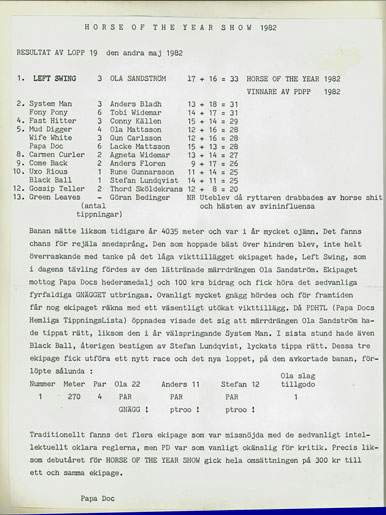 HORSE OF THE YEAR SHOW 1982
RESULTAT AV LOPP 19 den andra maj 1982
1. LEFT SWING 3 OLA SANDSTRÖM 17 + 16 = 33 HORSE OF THE YEAR 1982
VINNARE AV PDPP 1982
2. System Man 3 Anders Bladh 13 + 18 = 31
Fony Pony 6 Tobi Widemar 14 + 17 = 31
4. Fast Hitter 3 Conny Källen 15 + 14 = 29
5. Mud Digger 4 Ola Mattsson 12 + 16 = 28
Wife White 3 Gun Carlsson 12 + 16 = 28
Papa Doc 6 Lacke Mattsson 15 + 13 = 28
8. Carmen Curler 2 Agneta Widemar 13 + 14 = 27
9. Come Back 2 Anders Floren 9 + 17 = 26
10. Uxo Rious 1 Rune Gunnarsson 11 + 14 = 25
Black Ball 1 Stefan Lundqvist 14 + 11 = 25
12. Gossip Teller 2 Thord Sköldekrans 12 + 8 = 20
13. Green Leaves - Göran Bedinger NR Uteblev då ryttaren drabbades av horse shit
(antal och hästen av svininfluensa
tippningar)
Banan mätte liksom tidigare år 4035 meter och var i år mycket ojämn. Det fanns
chans för rejäla snedsprång. Den som hoppade bäst över hindren blev, inte helt
överraskande med tanke på det låga vikttillägget ekipaget hade, Left Swing, som
i dagens tävling fördes av den lättränade märrdrängen Ola Sandström. Ekipaget
mottog Papa Docs hedersmedalj och 100 krs bidrag och fick höra det sedvanliga
fyrfaldiga GNÄGGET utbringas. Ovanligt mycket gnägg hördes och för framtiden
får nog ekipaget räkna med ett väsentligt utökat vikttillägg. Då PDHTL (Papa Docs
Hemliga TippningsLista) öppnades visade det sig att märrdrängen Ola Sandström ha-
de tippat rätt, liksom den i år välspringande Sven Mattson. I sista stund hade även
Black Ball, återigen bestigen av Stefan Lundqvist, lyckats tippa rätt. Dessa tre
ekipage fick utföra ett nytt race och det nya loppet, på den avkortade banan, för-
löpte sålunda :
Ola slag
Nummer Meter Par Ola 22 Anders 11 Stefan 12 tillgodo
1 270 4 PAR PAR PAR 1
GNÄGG ! ptroo ! ptroo !
Traditionellt fanns det flera ekipage som var missnöjda med de sedvanligt intel-
lektuellt oklara reglerna, men PD var som vanligt okänslig för kritik. Precis lik-
som debutåret för HORSE OF THE YEAR SHOW gick hela omsättningen på 300 kr till
ett och samma ekipage.
Papa Doc